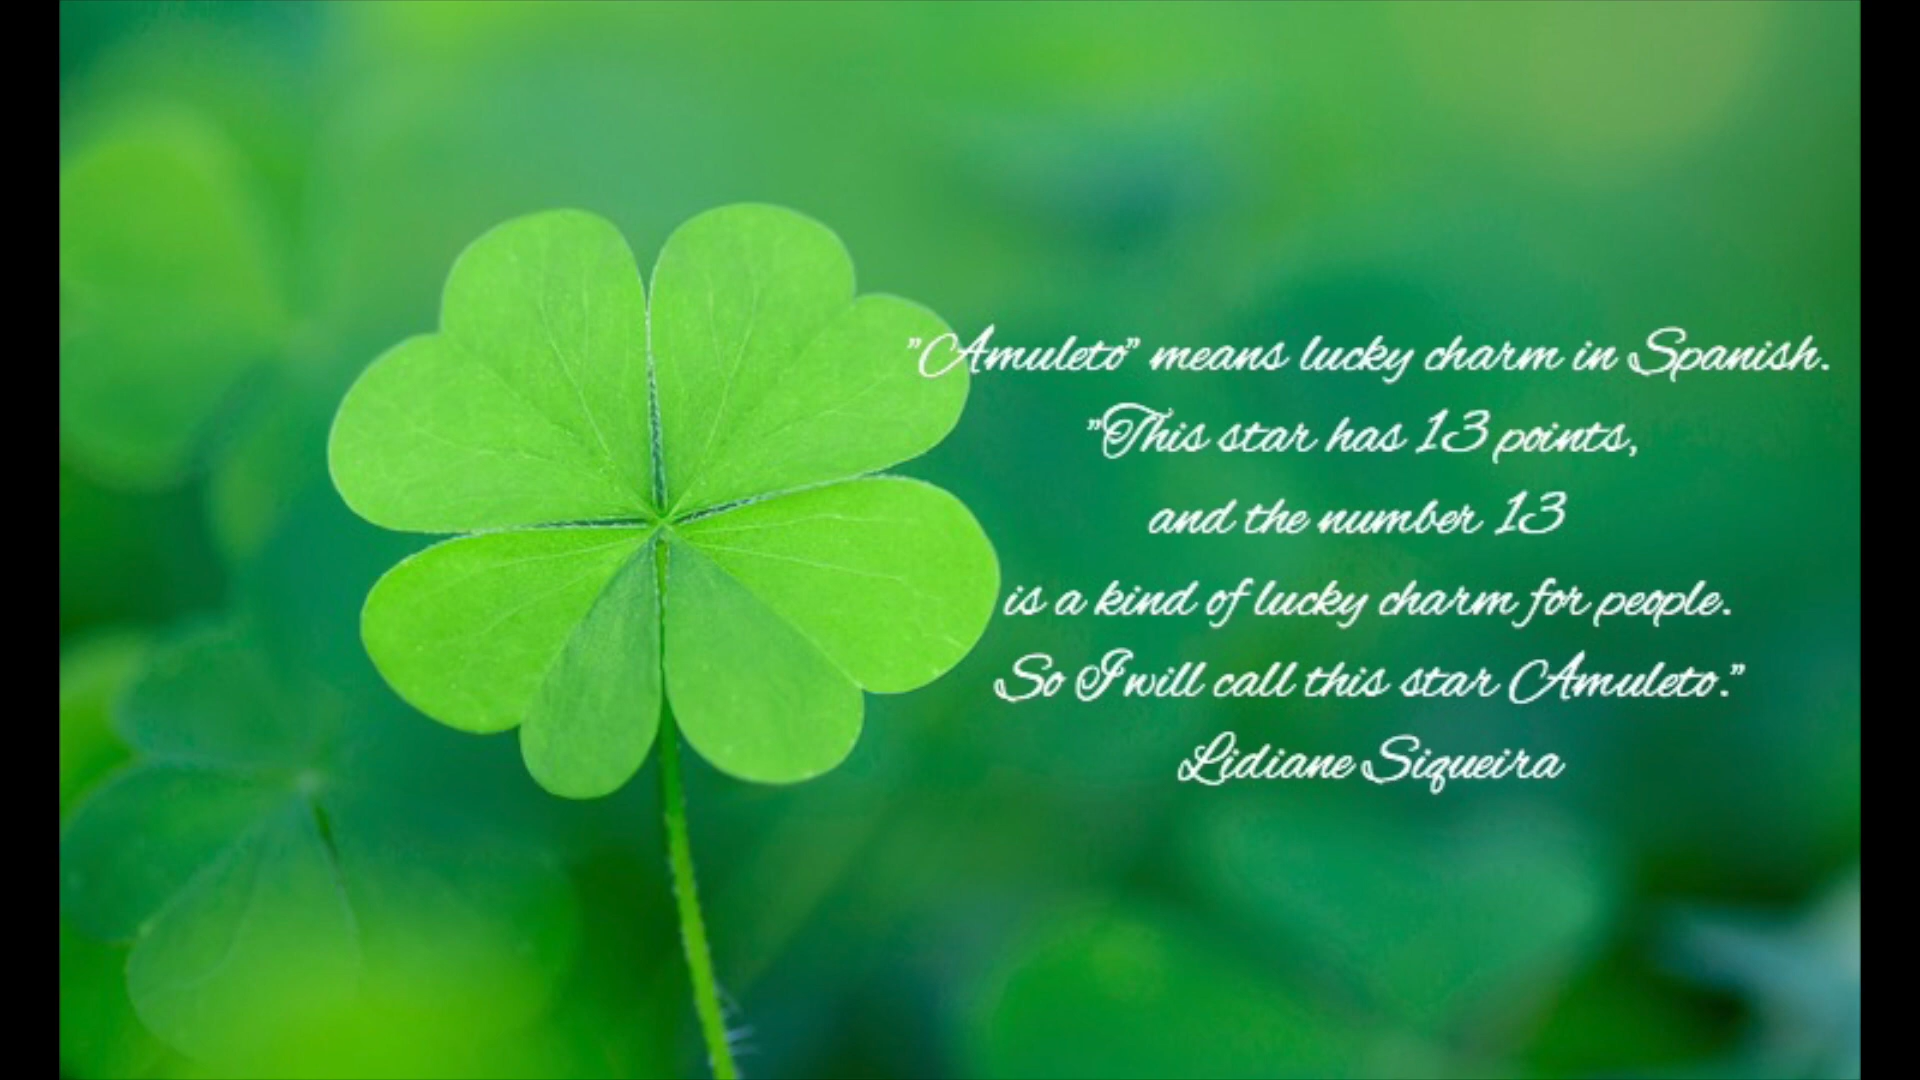 "Amuleto" means lucky charm in Spanish.
"This star has 13 points,
and the number 13
is a kind of lucky charm for people.
So I will call this star Amuleto."
Lidiane Siqueira